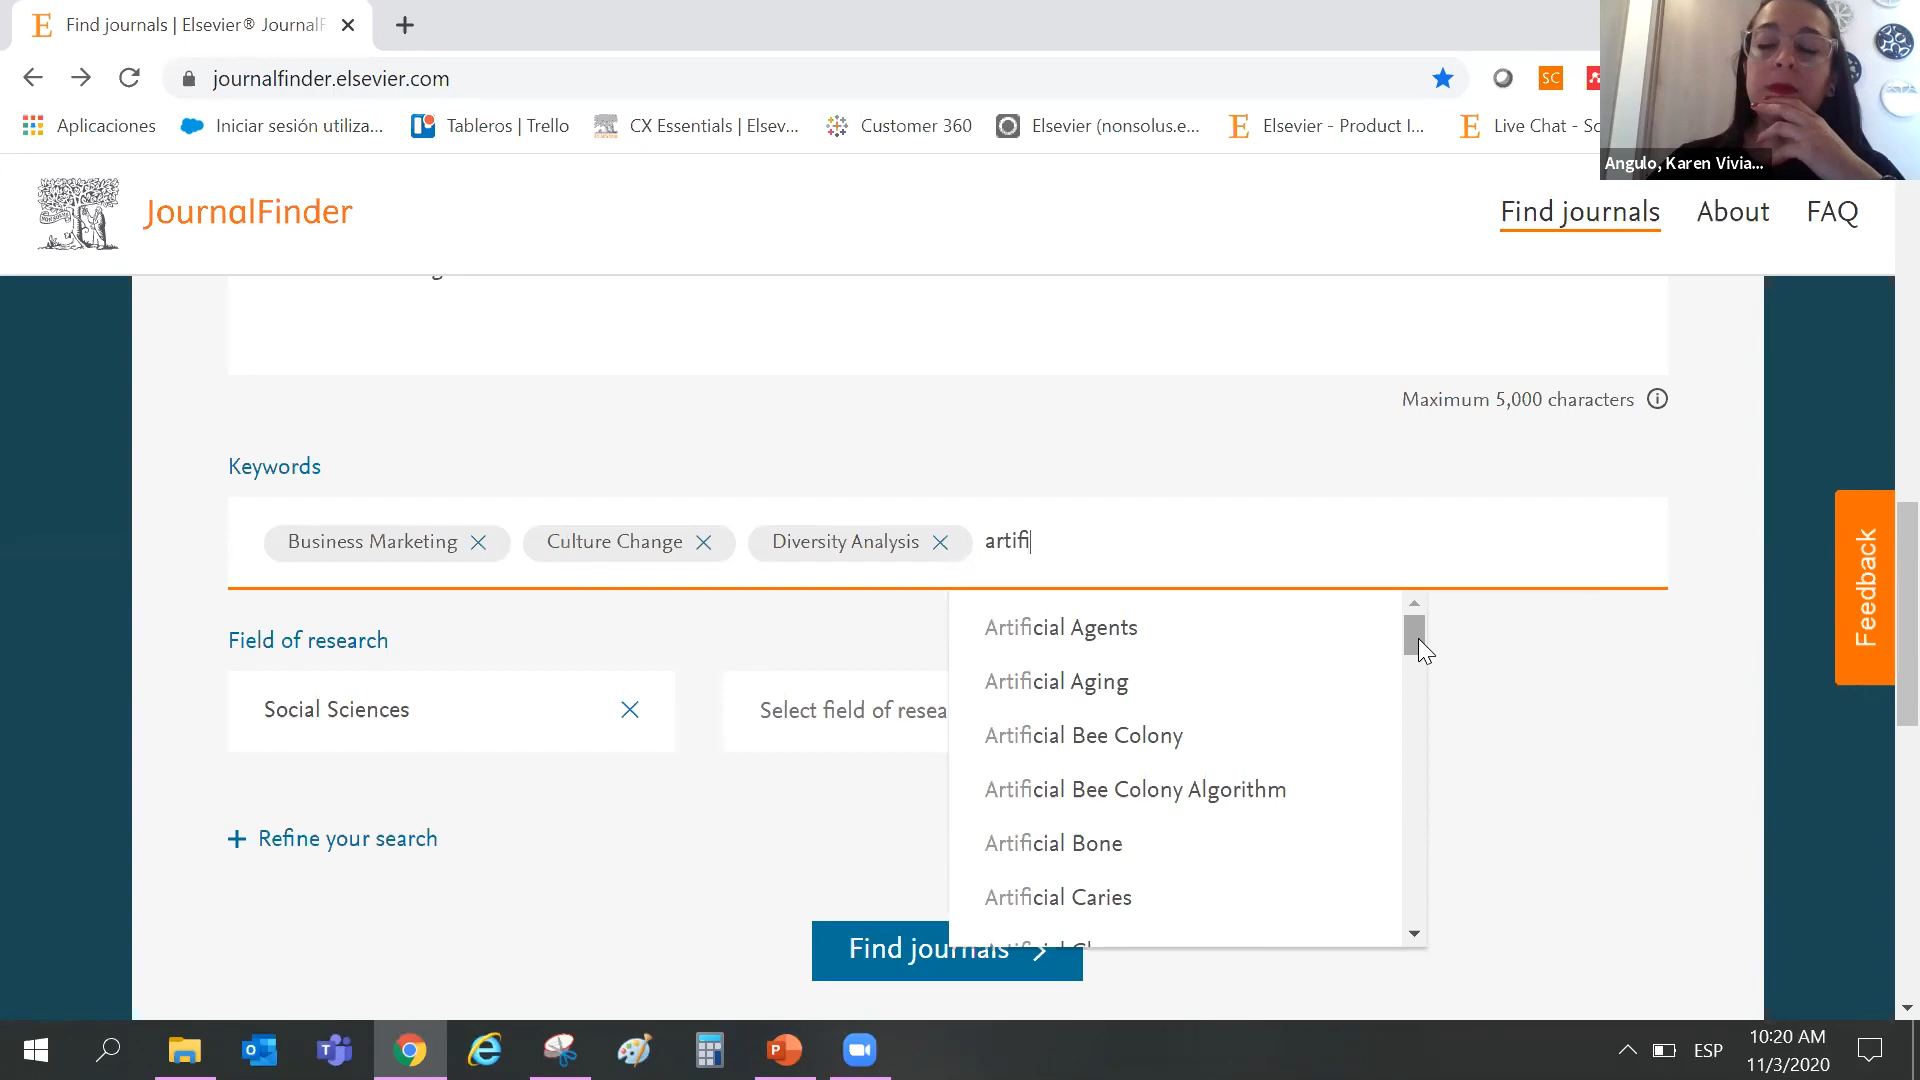 Find journals | Elsevier® JournalF
journalfinder.elsevier.com
SC
Aplicaciones
Iniciar sesión utiliza...
Tableros | Trello
CX Essentials | Elsev...
Customer 360
Elsevier (nonsolus.e...
Elsevier - Product I...
Live Chat - Sc
Angulo, Karen Vivia...
JournalFinder
Find journals
About
FAQ
Maximum 5,000 characters
Keywords
Business Marketing
Culture Change
Diversity Analysis
artifi
Artificial Agents
Field of research
Artificial Aging
Social Sciences
Select field of resea
Artificial Bee Colony
Artificial Bee Colony Algorithm
Refine your search
Artificial Bone
Artificial Caries
Find journals
Feedback
ESP
10:20 AM
11/3/2020